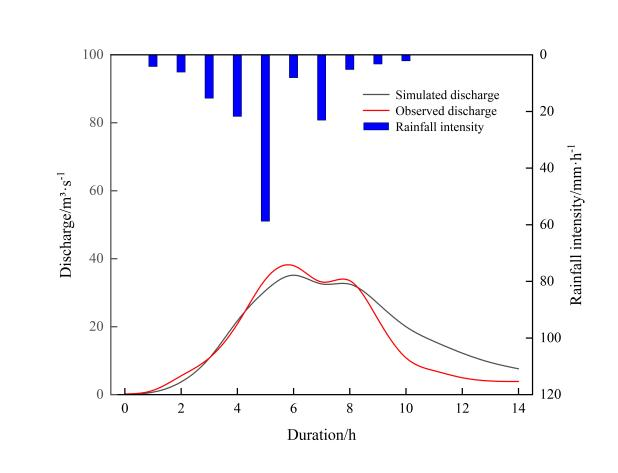 100
80
60
40
20
0
Discharge/m³·s⁻¹
Simulated discharge
Observed discharge
Rainfall intensity
0
20
40
60
80
100
120
Rainfall intensity/mm·h⁻¹
0 2 4 6 8 10 12 14
Duration/h